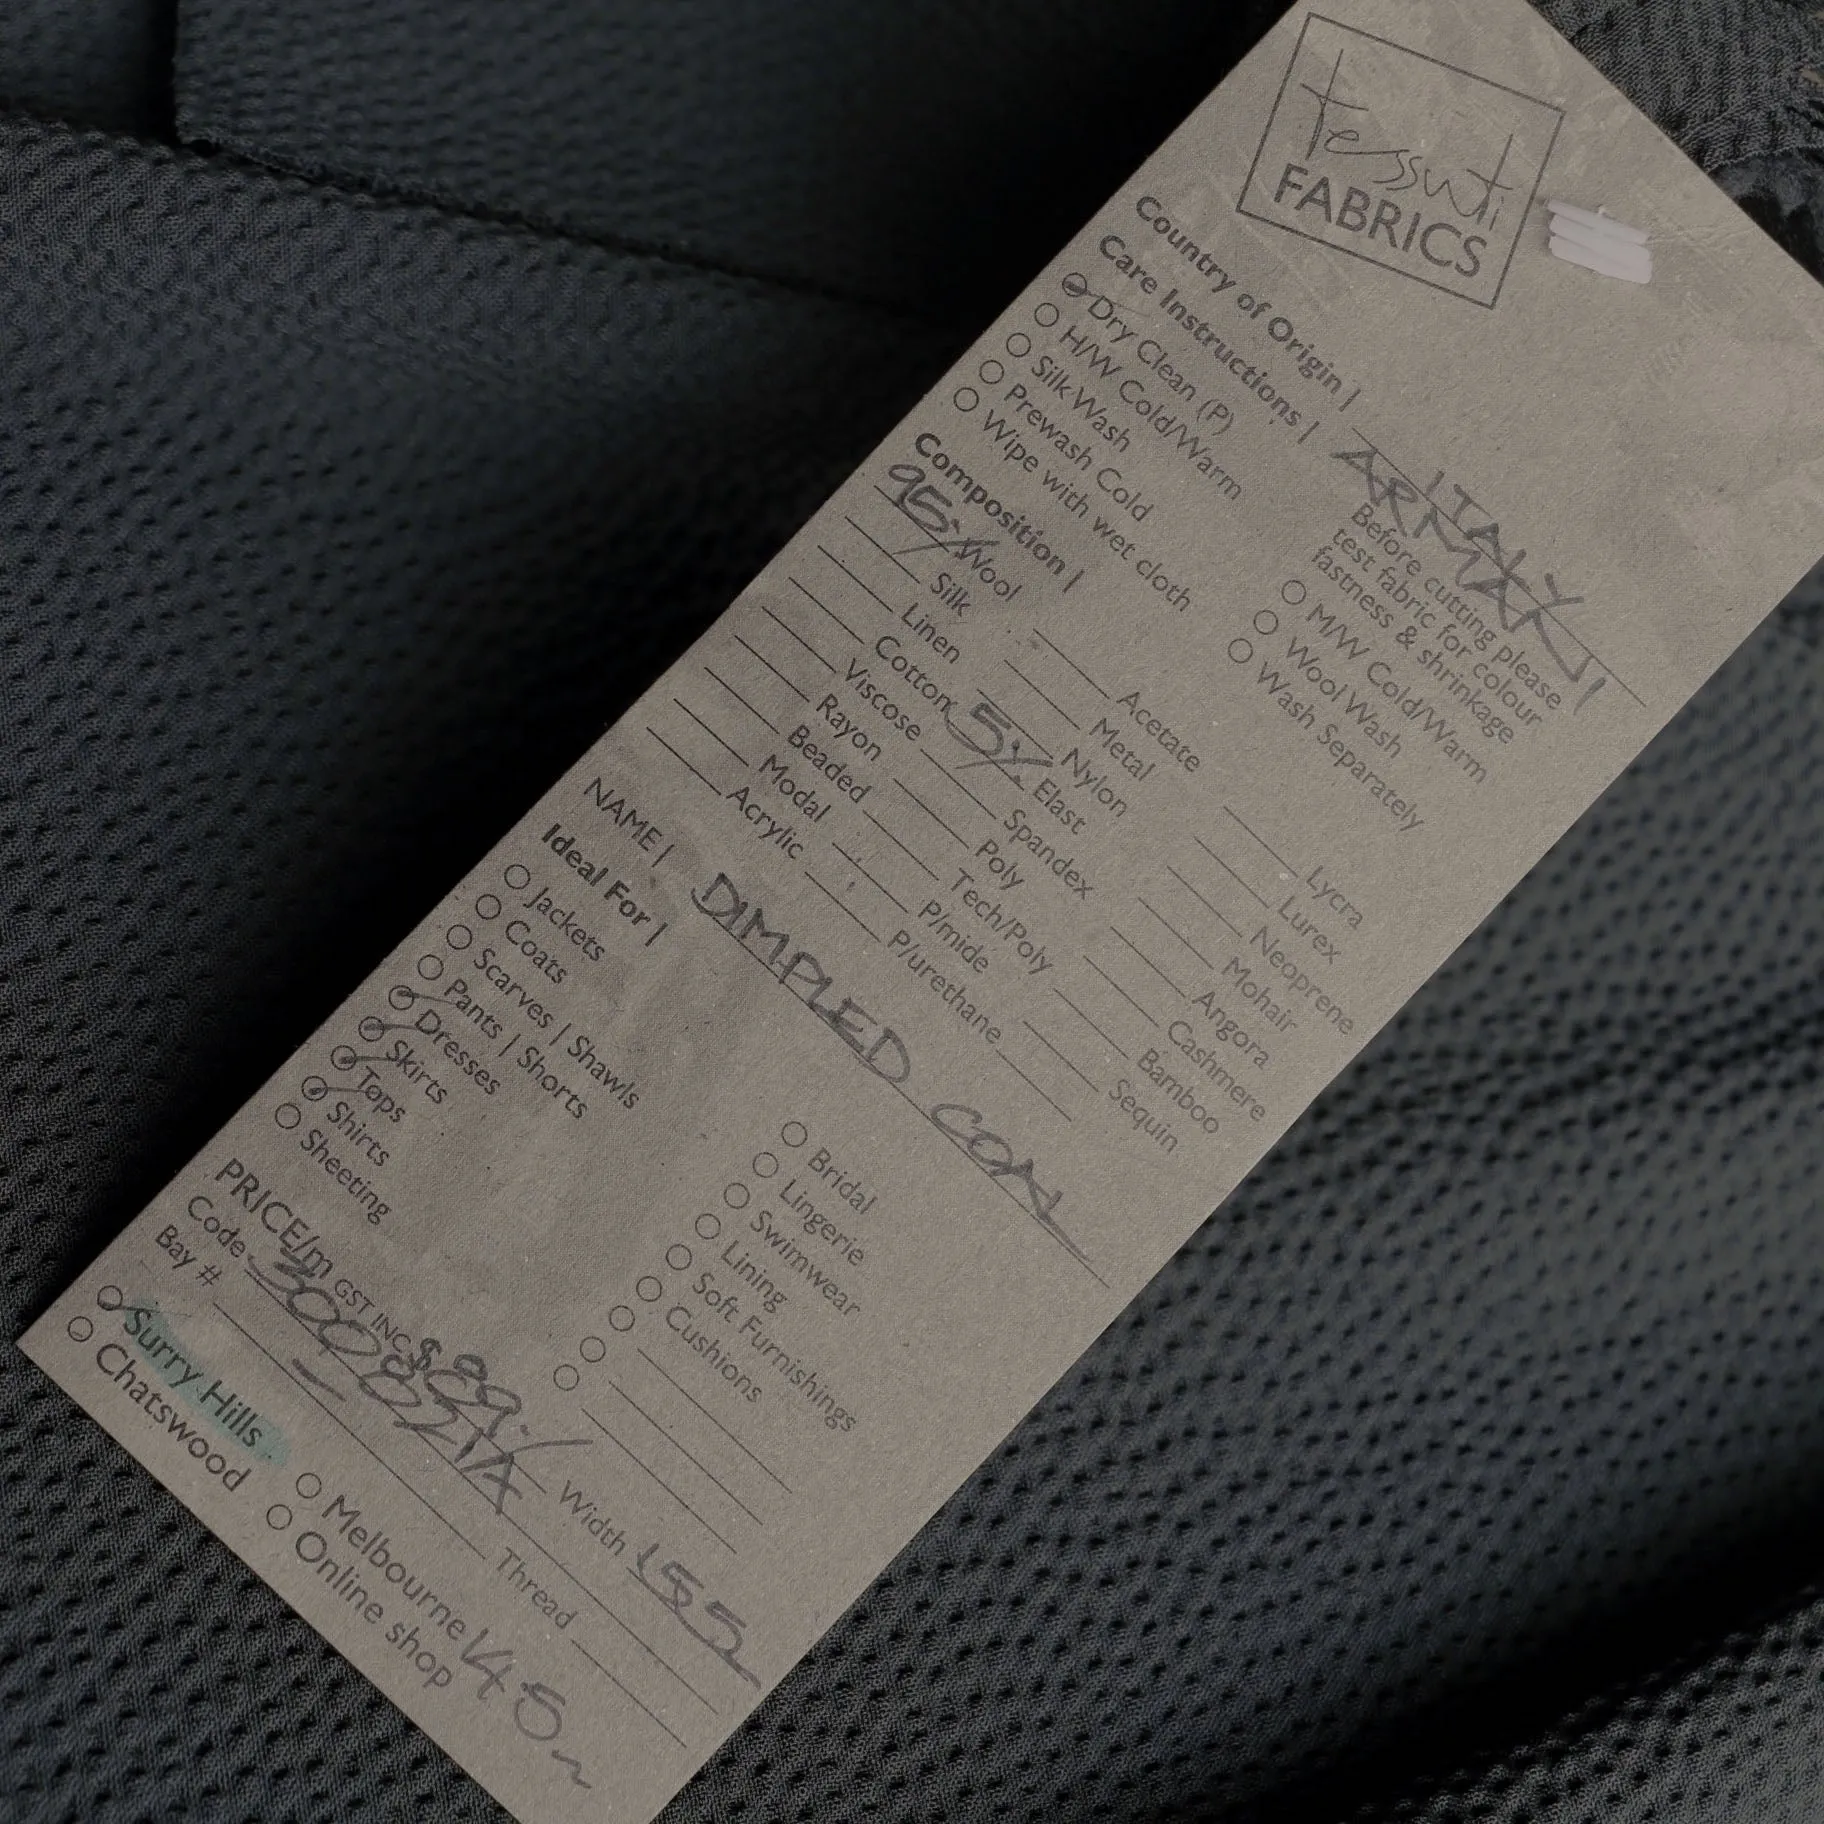 tessuti
FABRICS
Country of Origin | ITALY
Care Instructions | ARMANI
Dry Clean (P)
H/W Cold/Warm
Silk Wash
Prewash Cold
Wipe with wet cloth
Before cutting please
test fabric for colour
fastness & shrinkage
M/W Cold/Warm
Wool Wash
Wash Separately
Composition |
95% Wool
Silk
Linen
Cotton
Viscose
Rayon
Beaded
Modal
Acrylic
Acetate
Metal
Nylon
5% Elast
Spandex
Poly
Tech/Poly
P/mide
P/urethane
Lycra
Lurex
Neoprene
Mohair
Angora
Cashmere
Bamboo
Sequin
NAME | DIMPLED CON
Ideal For |
Jackets
Coats
Scarves | Shawls
Pants | Shorts
Dresses
Skirts
Tops
Shirts
Sheeting
Bridal
Lingerie
Swimwear
Lining
Soft Furnishings
Cushions
PRICE/m GST INC $89.
Code 300821A Width 155
Bay # — Thread
Surry Hills
Chatswood
Melbourne
Online shop
14.5m